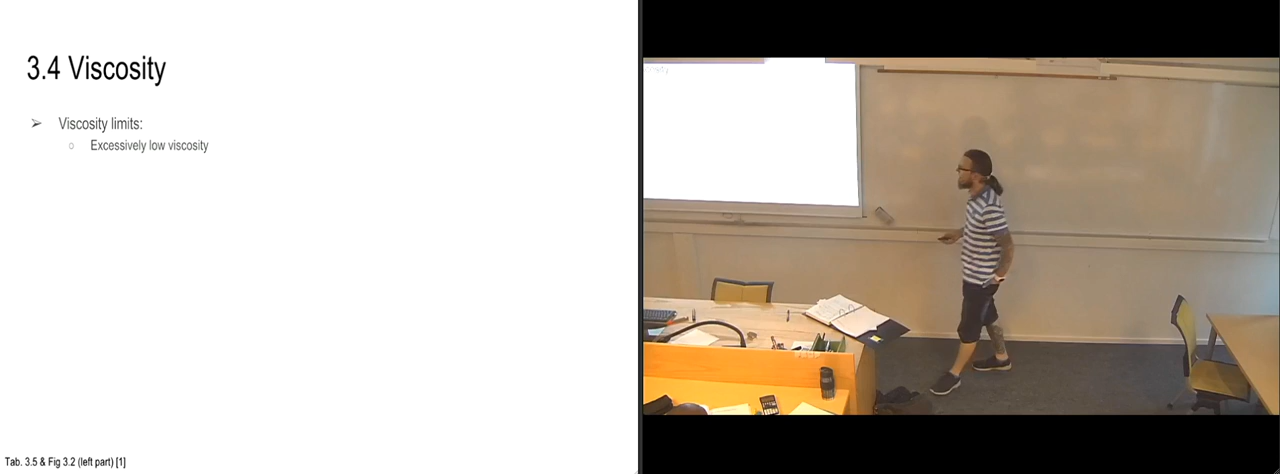 3.4 Viscosity
➢ Viscosity limits:
○ Excessively low viscosity
Tab. 3.5 & Fig 3.2 (left part) [1]